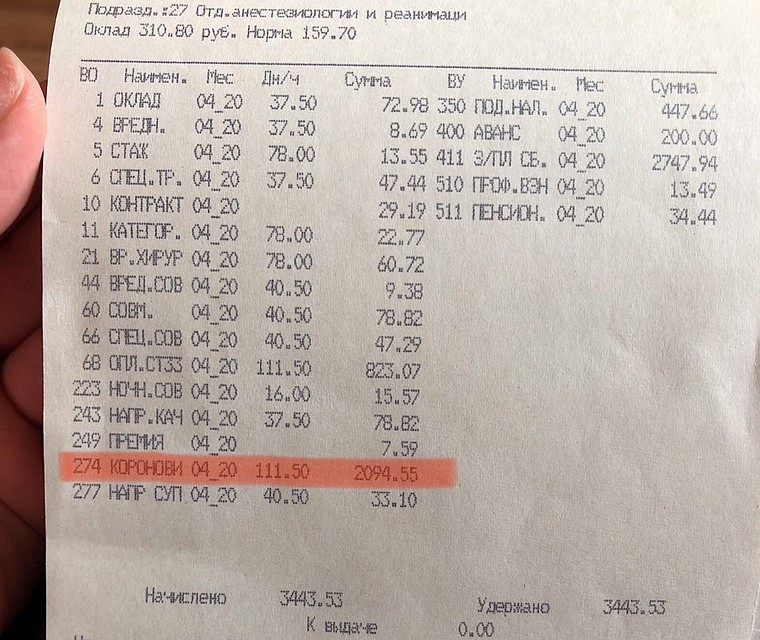 Подразд.:27 Отд.анестезиологии и реанимаци
Оклад 310.80 руб. Норма 159.70
ВО Наимен. Мес Дн/ч Сумма ВУ Наимен. Мес Сумма
1 ОКЛАД 04_20 37.50 72.98 350 ПОД.НАЛ. 04_20 447.66
4 ВРЕДН. 04_20 37.50 8.69 400 АВАНС 04_20 200.00
5 СТАЖ 04_20 78.00 13.55 411 З/ПЛ СБ. 04_20 2747.94
6 СПЕЦ.ТР. 04_20 37.50 47.44 510 ПРОФ.ВЗН 04_20 13.49
10 КОНТРАКТ 04_20 29.19 511 ПЕНСИОН. 04_20 34.44
11 КАТЕГОР. 04_20 78.00 22.77
21 ВР.ХИРУР 04_20 78.00 60.72
44 ВРЕД.СОВ 04_20 40.50 9.38
60 СОВМ. 04_20 40.50 78.82
66 СПЕЦ.СОВ 04_20 40.50 47.29
68 ОПЛ.СТЗЗ 04_20 111.50 823.07
223 НОЧН.СОВ 04_20 16.00 15.57
243 НАПР.КАЧ 04_20 37.50 78.82
249 ПРЕМИЯ 04_20 7.59
274 КОРОНОВИ 04_20 111.50 2094.55
277 НАПР СУП 04_20 40.50 33.10
Начислено 3443.53 Удержано 3443.53
К выдаче 0.00